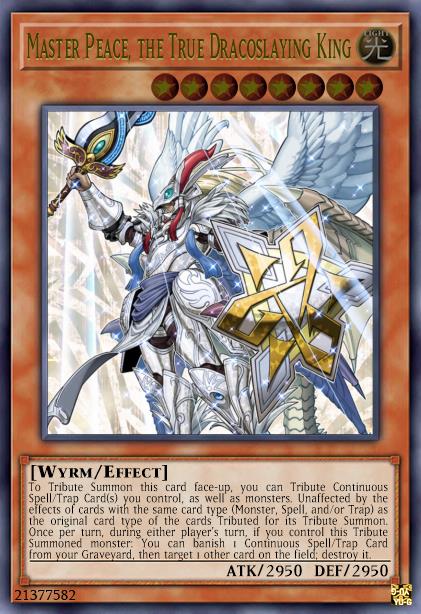 MASTER PEACE, THE TRUE DRACOSLAYING KING
LIGHT
光
[WYRM/EFFECT]
To Tribute Summon this card face-up, you can Tribute Continuous
Spell/Trap Card(s) you control, as well as monsters. Unaffected by the
effects of cards with the same card type (Monster, Spell, and/or Trap) as
the original card type of the cards Tributed for its Tribute Summon.
Once per turn, during either player's turn, if you control this Tribute
Summoned monster: You can banish 1 Continuous Spell/Trap Card
from your Graveyard, then target 1 other card on the field; destroy it.
ATK/2950 DEF/2950
21377582